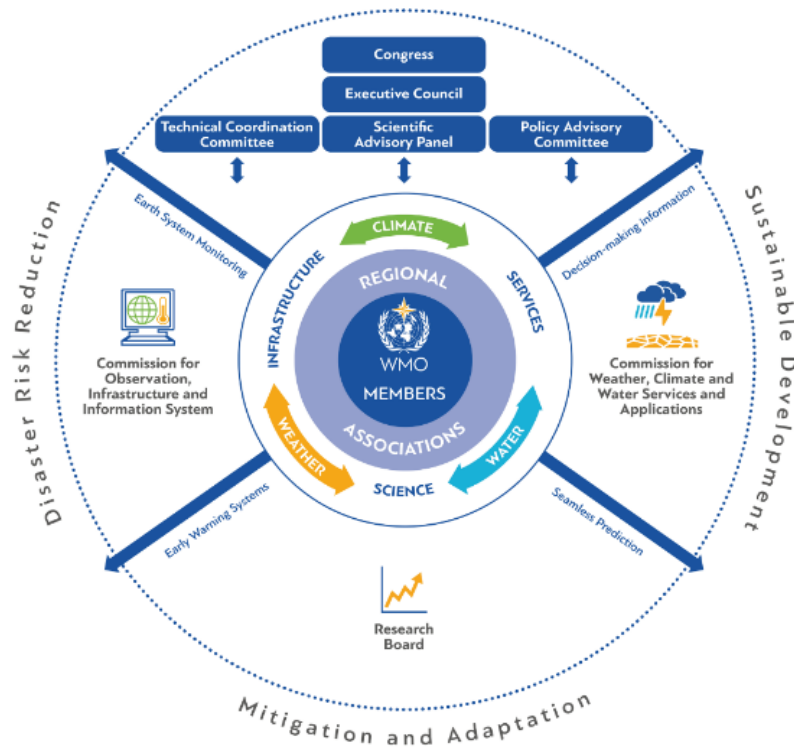 Congress
Executive Council
Technical Coordination
Committee
Scientific
Advisory Panel
Policy Advisory
Committee
Disaster Risk Reduction
Sustainable Development
Mitigation and Adaptation
Earth System Monitoring
Decision-making information
Early Warning Systems
Seamless Prediction
CLIMATE
INFRASTRUCTURE
SERVICES
REGIONAL
WMO
MEMBERS
ASSOCIATIONS
WEATHER
WATER
SCIENCE
Commission for
Observation,
Infrastructure and
Information System
Commission for
Weather, Climate and
Water Services and
Applications
Research
Board